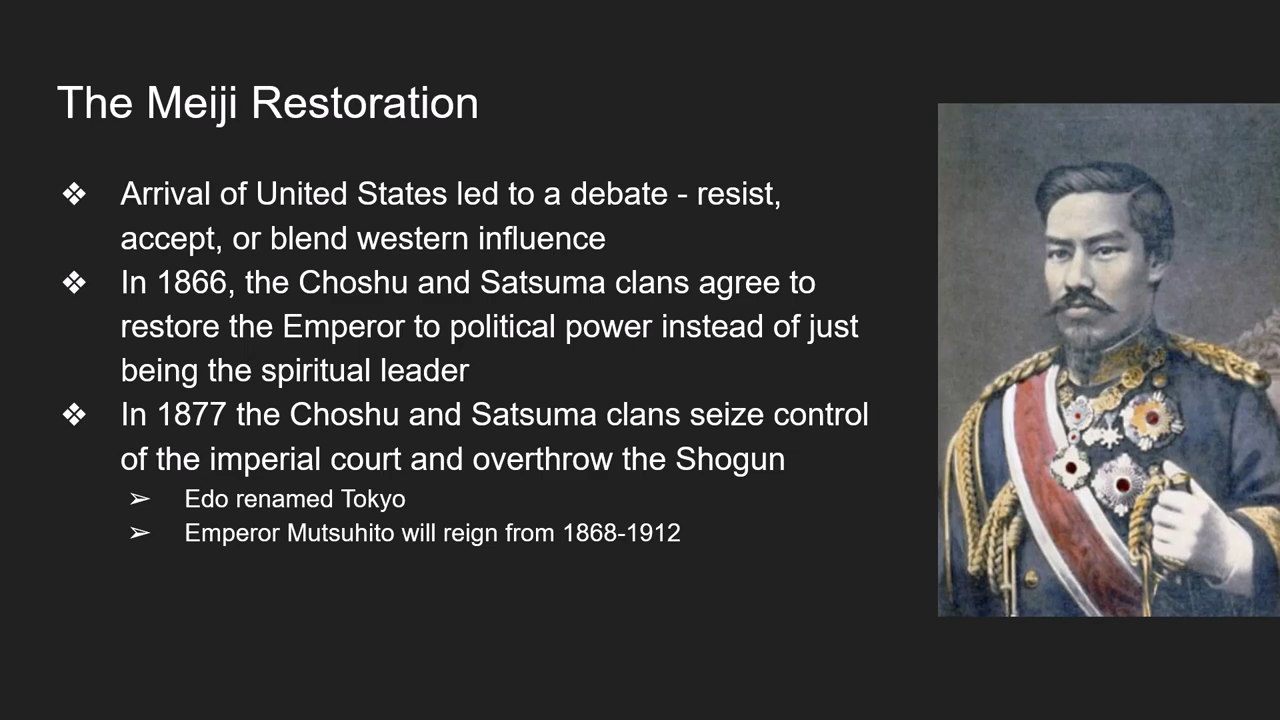 The Meiji Restoration
❖ Arrival of United States led to a debate - resist,
accept, or blend western influence
❖ In 1866, the Choshu and Satsuma clans agree to
restore the Emperor to political power instead of just
being the spiritual leader
❖ In 1877 the Choshu and Satsuma clans seize control
of the imperial court and overthrow the Shogun
➢ Edo renamed Tokyo
➢ Emperor Mutsuhito will reign from 1868-1912